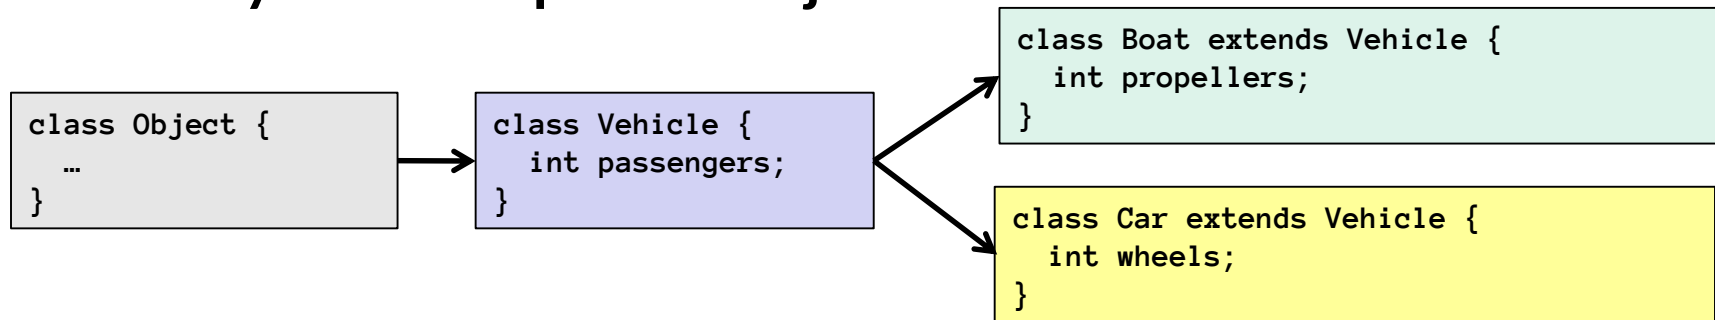 class Object {
  …
}
class Vehicle {
  int passengers;
}
class Boat extends Vehicle {
  int propellers;
}
class Car extends Vehicle {
  int wheels;
}